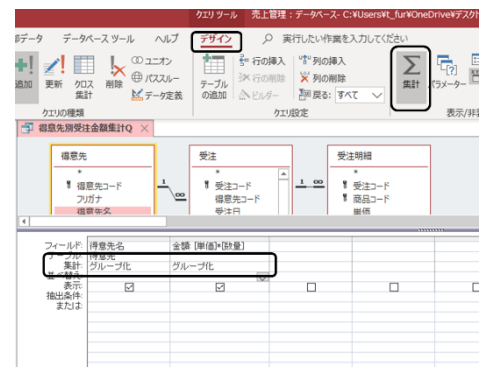 クエリ ツール 売上管理 : データベース- C:¥Users¥t_fur¥OneDrive¥デスクト
部データ データベース ツール ヘルプ デザイン 実行したい作業を入力してください
追加 更新 クロス 集計 削除 ユニオン パススルー データ定義
クエリの種類
テーブルの追加 行の挿入 行の削除 ビルダー 列の挿入 列の削除 戻る: すべて
クエリ設定
集計 パラメーター
表示/非
得意先別受注金額集計Q ×
得意先
*
得意先コード
フリガナ
得意先名
受注
*
受注コード
得意先コード
受注日
受注明細
*
受注コード
商品コード
単価
1 ∞
1 ∞
フィールド: 得意先名 金額: [単価]*[数量]
テーブル: 得意先
集計: グループ化 グループ化
並べ替え:
表示:
抽出条件:
または: